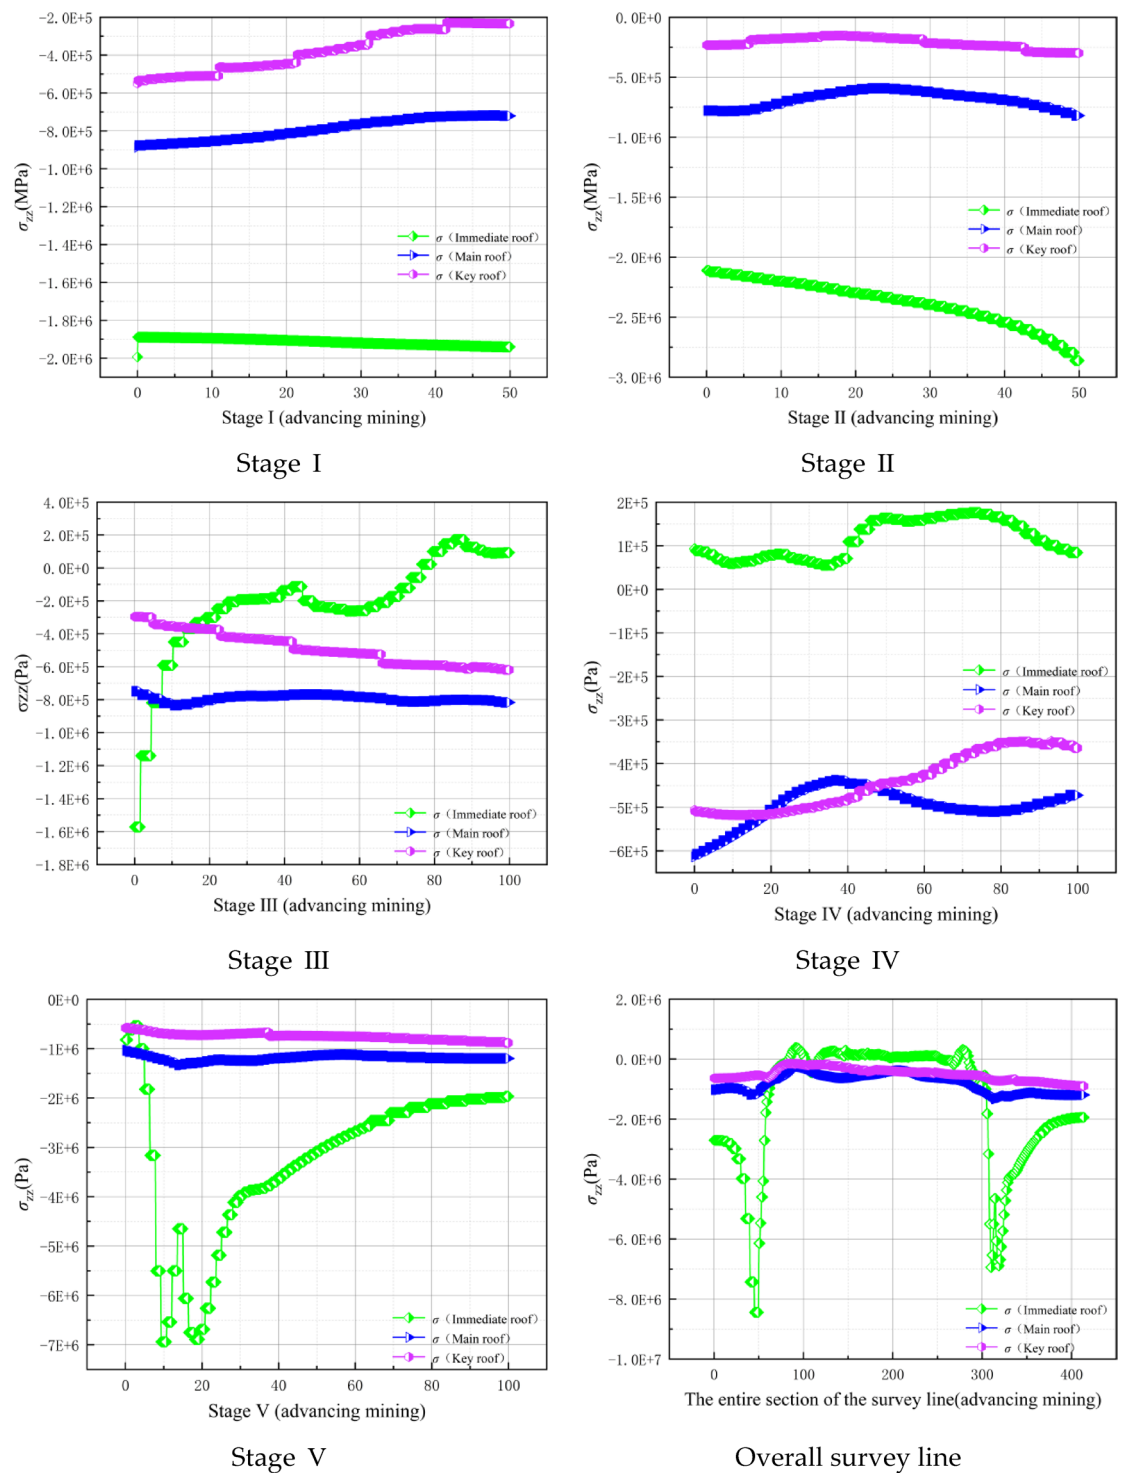 -2.0E+5
-4.0E+5
-6.0E+5
-8.0E+5
-1.0E+6
-1.2E+6
-1.4E+6
-1.6E+6
-1.8E+6
-2.0E+6
σzz(MPa)
σ（Immediate roof）
σ（Main roof）
σ（Key roof）
0 10 20 30 40 50
Stage I (advancing mining)
Stage I
0.0E+0
-5.0E+5
-1.0E+6
-1.5E+6
-2.0E+6
-2.5E+6
-3.0E+6
σzz(MPa)
σ（Immediate roof）
σ（Main roof）
σ（Key roof）
0 10 20 30 40 50
Stage II (advancing mining)
Stage II
4.0E+5
2.0E+5
0.0E+0
-2.0E+5
-4.0E+5
-6.0E+5
-8.0E+5
-1.0E+6
-1.2E+6
-1.4E+6
-1.6E+6
-1.8E+6
σzz(Pa)
σ（Immediate roof）
σ（Main roof）
σ（Key roof）
0 20 40 60 80 100
Stage III (advancing mining)
Stage III
2E+5
1E+5
0E+0
-1E+5
-2E+5
-3E+5
-4E+5
-5E+5
-6E+5
σzz(Pa)
σ（Immediate roof）
σ（Main roof）
σ（Key roof）
0 20 40 60 80 100
Stage IV (advancing mining)
Stage IV
0E+0
-1E+6
-2E+6
-3E+6
-4E+6
-5E+6
-6E+6
-7E+6
σzz(Pa)
σ（Immediate roof）
σ（Main roof）
σ（Key roof）
0 20 40 60 80 100
Stage V (advancing mining)
Stage V
2.0E+6
0.0E+0
-2.0E+6
-4.0E+6
-6.0E+6
-8.0E+6
-1.0E+7
σzz(Pa)
σ（Immediate roof）
σ（Main roof）
σ（Key roof）
0 100 200 300 400
The entire section of the survey line(advancing mining)
Overall survey line